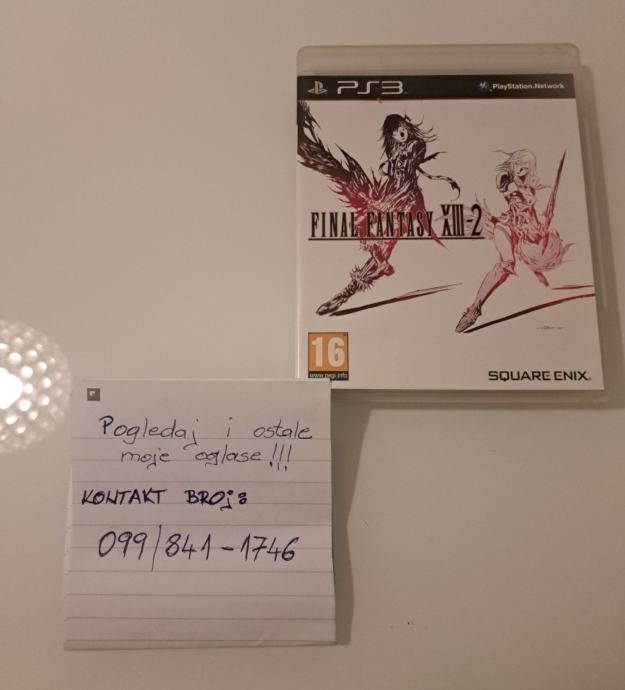 PS3
PlayStation Network
FINAL FANTASY XIII-2
16
www.pegi.info
SQUARE ENIX.
Pogledaj i ostale
moje oglase!!!
KONTAKT BROJ:
099/841-1746